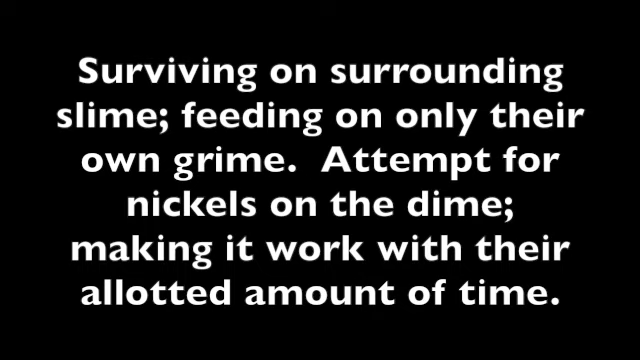 Surviving on surrounding
slime; feeding on only their
own grime.  Attempt for
nickels on the dime;
making it work with their
allotted amount of time.